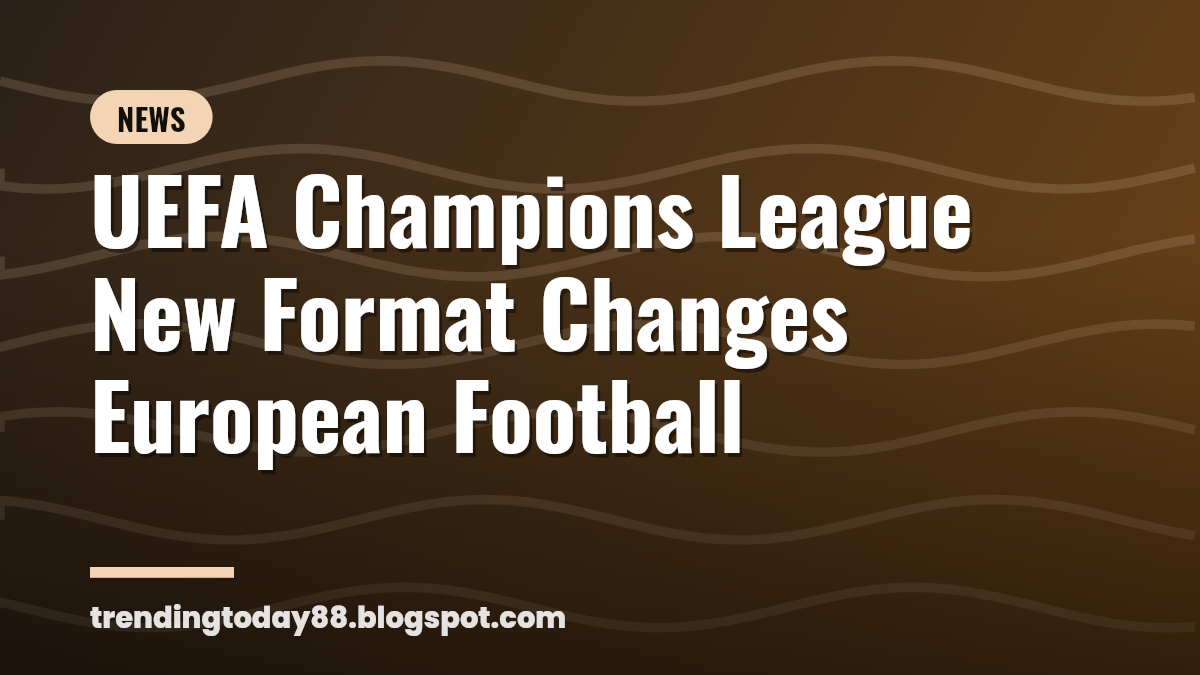 NEWS
UEFA Champions League
New Format Changes
European Football
trendingtoday88.blogspot.com